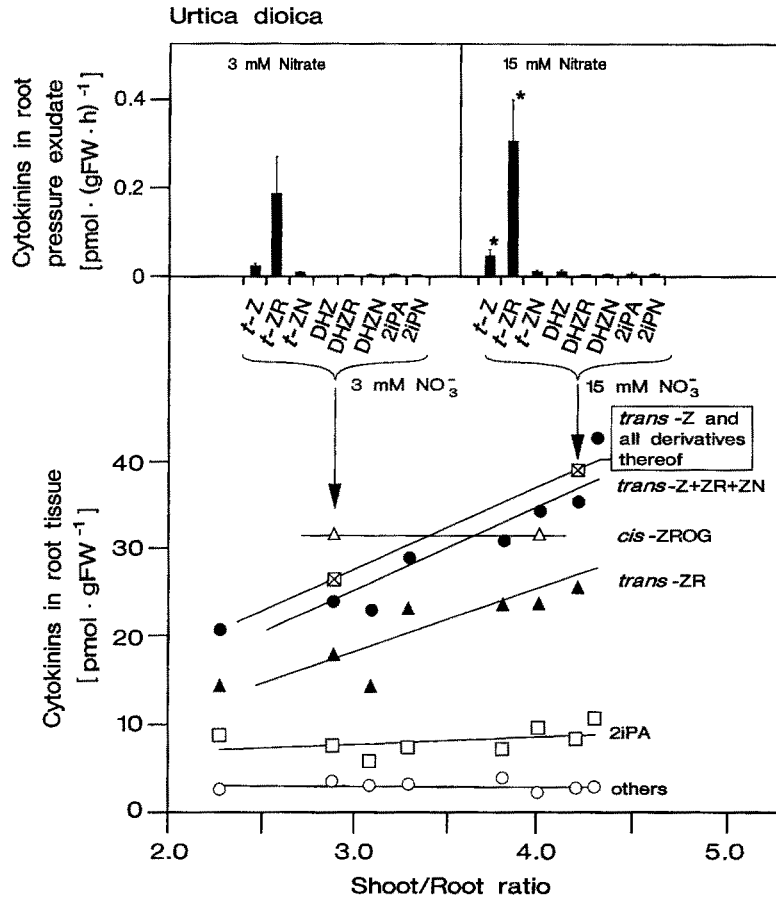 Urtica dioica
3 mM Nitrate
15 mM Nitrate
Cytokinins in root
pressure exudate
[pmol · (gFW · h) ⁻¹]
0.4
0.2
0
*
*
t-Z
t-ZR
t-ZN
DHZ
DHZR
DHZN
2iPA
2iPN
t-Z
t-ZR
t-ZN
DHZ
DHZR
DHZN
2iPA
2iPN
3 mM NO₃⁻
15 mM NO₃⁻
trans -Z and
all derivatives
thereof
trans-Z+ZR+ZN
cis -ZROG
trans -ZR
2iPA
others
Cytokinins in root tissue
[pmol · gFW ⁻¹]
40
30
20
10
0
2.0
3.0
4.0
5.0
Shoot/Root ratio